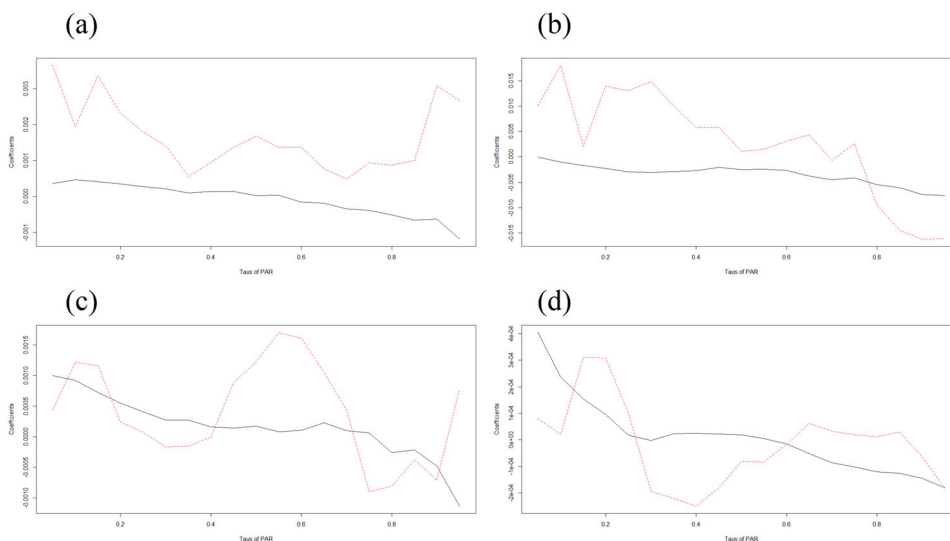 (a)
(b)
0.003
0.002
0.001
0.000
-0.001
Coefficients
0.2
0.4
0.6
0.8
Taus of PAR
0.015
0.010
0.005
0.000
-0.005
-0.010
-0.015
Coefficients
0.2
0.4
0.6
0.8
Taus of PAR
(c)
(d)
0.0015
0.0010
0.0005
0.0000
-0.0005
-0.0010
Coefficients
0.2
0.4
0.6
0.8
Taus of PAR
4e-04
3e-04
2e-04
1e-04
0e+00
-1e-04
-2e-04
Coefficients
0.2
0.4
0.6
0.8
Taus of PAR